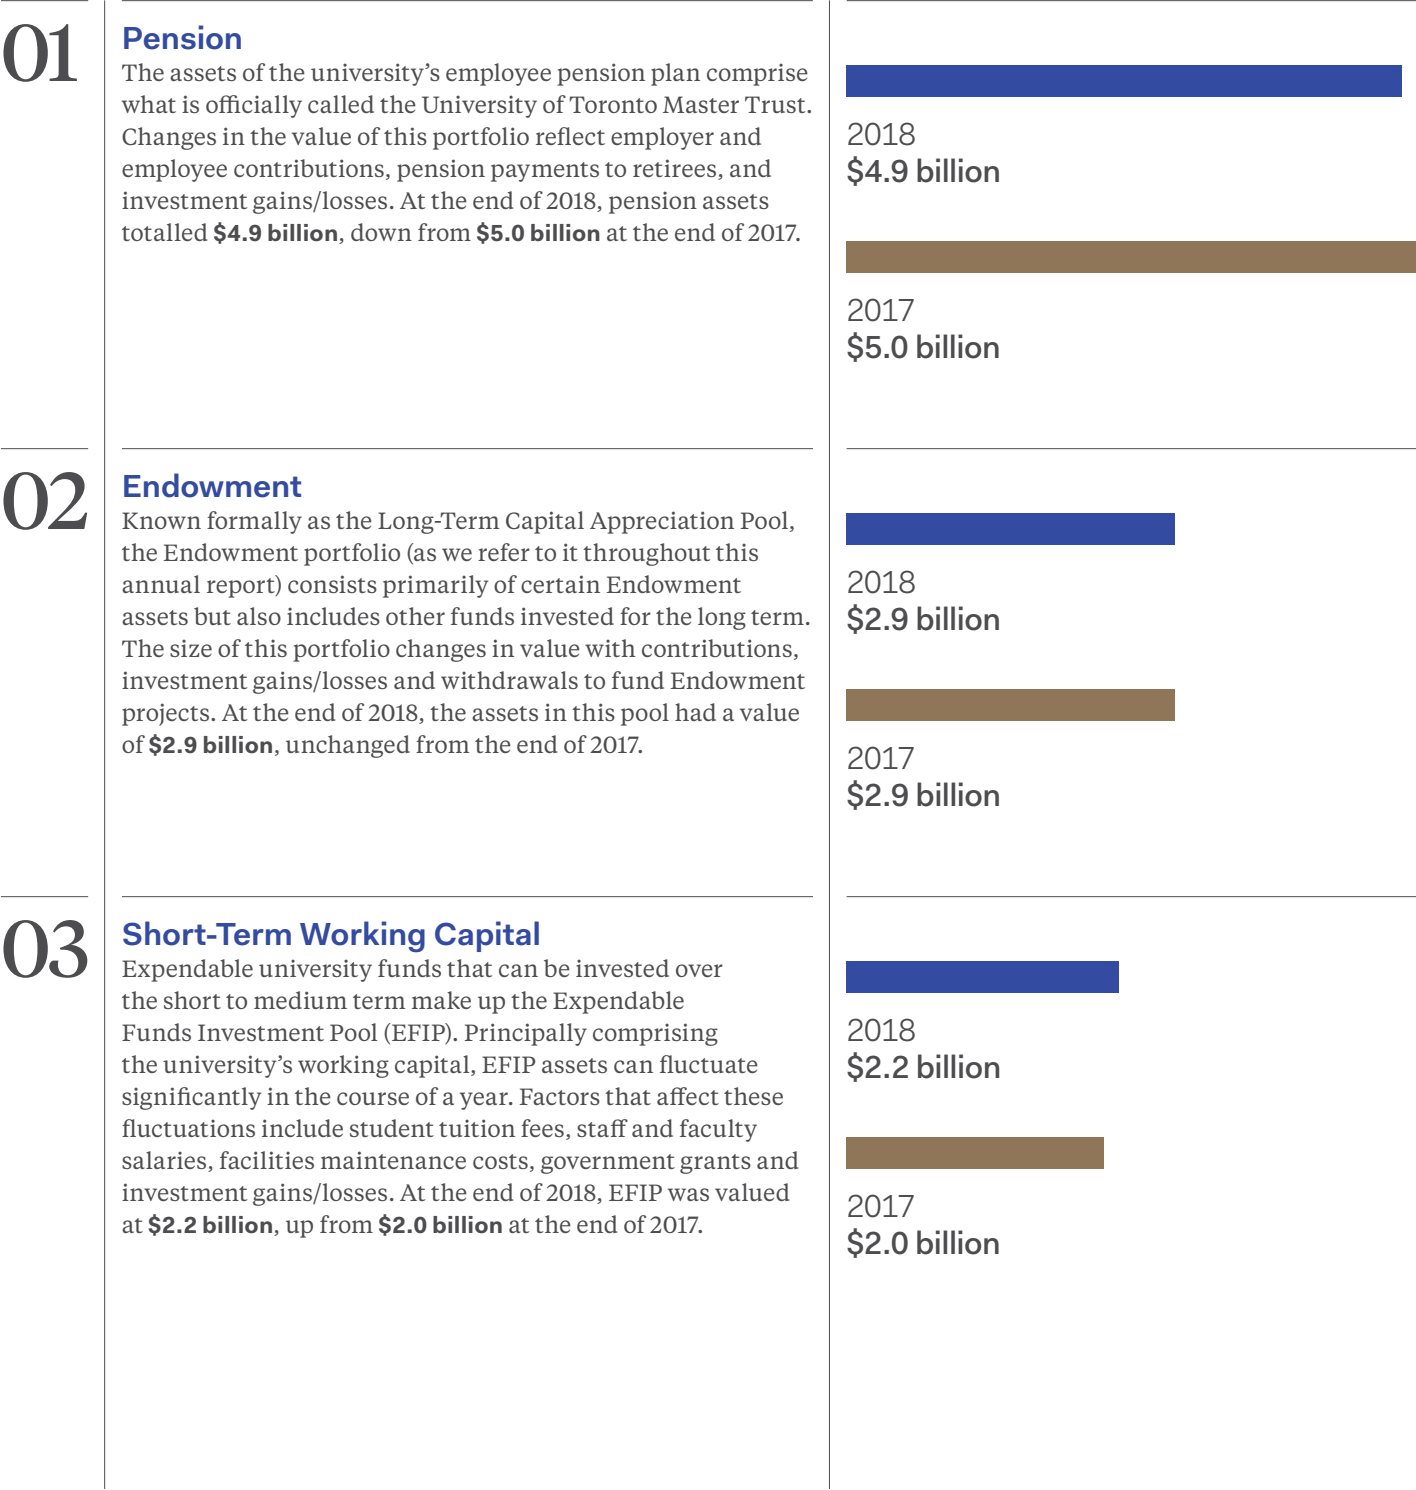 01
Pension
The assets of the university’s employee pension plan comprise
what is officially called the University of Toronto Master Trust.
Changes in the value of this portfolio reflect employer and
employee contributions, pension payments to retirees, and
investment gains/losses. At the end of 2018, pension assets
totalled $4.9 billion, down from $5.0 billion at the end of 2017.
2018
$4.9 billion
2017
$5.0 billion
02
Endowment
Known formally as the Long-Term Capital Appreciation Pool,
the Endowment portfolio (as we refer to it throughout this
annual report) consists primarily of certain Endowment
assets but also includes other funds invested for the long term.
The size of this portfolio changes in value with contributions,
investment gains/losses and withdrawals to fund Endowment
projects. At the end of 2018, the assets in this pool had a value
of $2.9 billion, unchanged from the end of 2017.
2018
$2.9 billion
2017
$2.9 billion
03
Short-Term Working Capital
Expendable university funds that can be invested over
the short to medium term make up the Expendable
Funds Investment Pool (EFIP). Principally comprising
the university’s working capital, EFIP assets can fluctuate
significantly in the course of a year. Factors that affect these
fluctuations include student tuition fees, staff and faculty
salaries, facilities maintenance costs, government grants and
investment gains/losses. At the end of 2018, EFIP was valued
at $2.2 billion, up from $2.0 billion at the end of 2017.
2018
$2.2 billion
2017
$2.0 billion